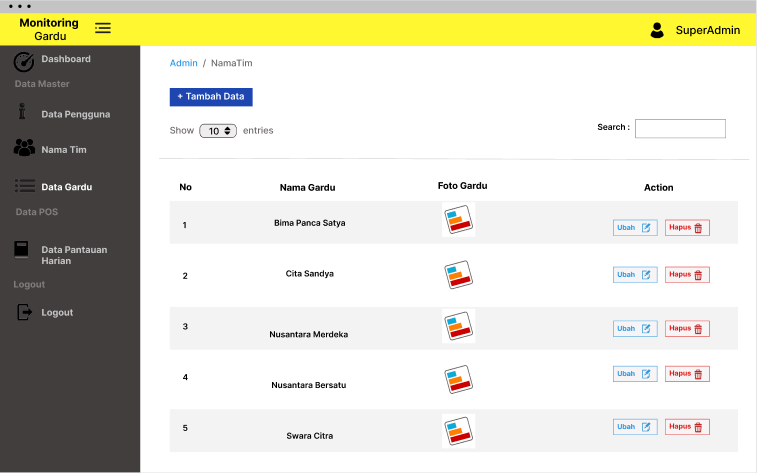 Monitoring
Gardu
SuperAdmin
Dashboard
Data Master
Data Pengguna
Nama Tim
Data Gardu
Data POS
Data Pantauan
Harian
Logout
Logout
Admin / NamaTim
+ Tambah Data
Show 10 entries
Search :
No Nama Gardu Foto Gardu Action
1 Bima Panca Satya Ubah Hapus
2 Cita Sandya Ubah Hapus
3 Nusantara Merdeka Ubah Hapus
4 Nusantara Bersatu Ubah Hapus
5 Swara Citra Ubah Hapus